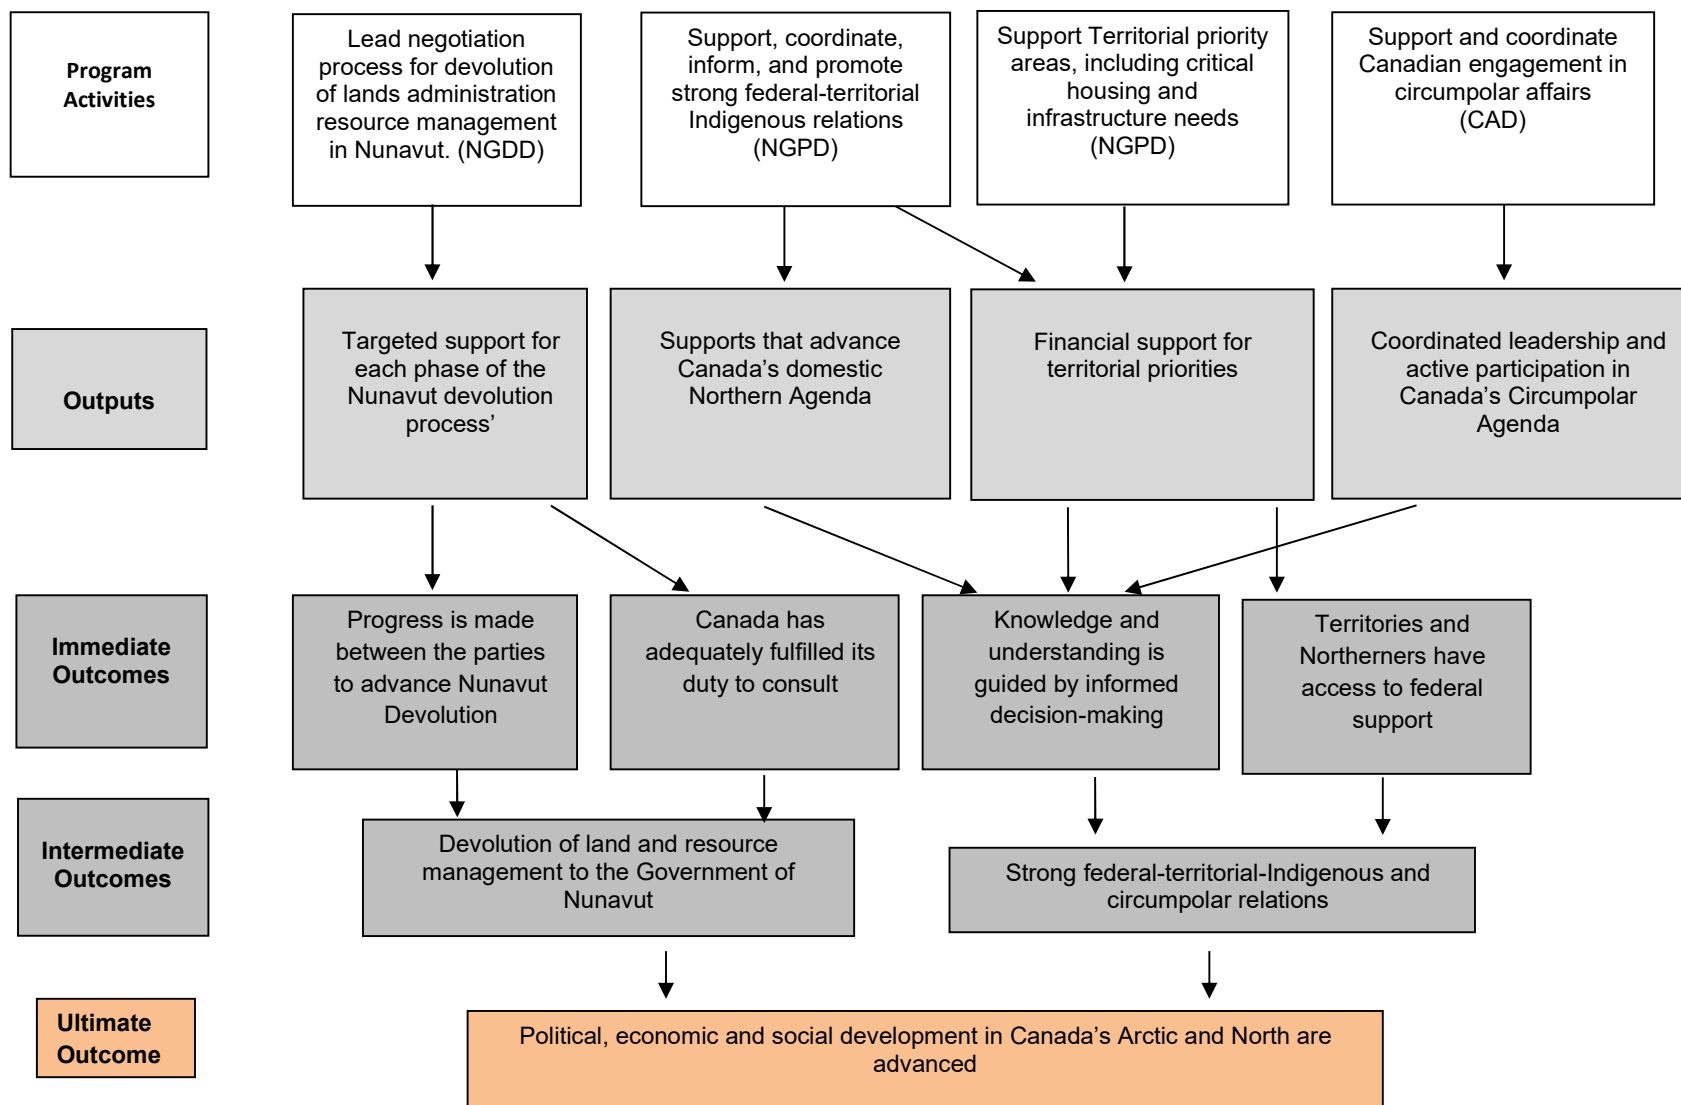 Program
Activities
Lead negotiation
process for devolution
of lands administration
resource management
in Nunavut. (NGDD)
Support, coordinate,
inform, and promote
strong federal-territorial
Indigenous relations
(NGPD)
Support Territorial priority
areas, including critical
housing and
infrastructure needs
(NGPD)
Support and coordinate
Canadian engagement in
circumpolar affairs
(CAD)
Outputs
Targeted support for
each phase of the
Nunavut devolution
process’
Supports that advance
Canada’s domestic
Northern Agenda
Financial support for
territorial priorities
Coordinated leadership and
active participation in
Canada’s Circumpolar
Agenda
Immediate
Outcomes
Progress is made
between the parties
to advance Nunavut
Devolution
Canada has
adequately fulfilled its
duty to consult
Knowledge and
understanding is
guided by informed
decision-making
Territories and
Northerners have
access to federal
support
Intermediate
Outcomes
Devolution of land and resource
management to the Government of
Nunavut
Strong federal-territorial-Indigenous and
circumpolar relations
Ultimate
Outcome
Political, economic and social development in Canada’s Arctic and North are
advanced